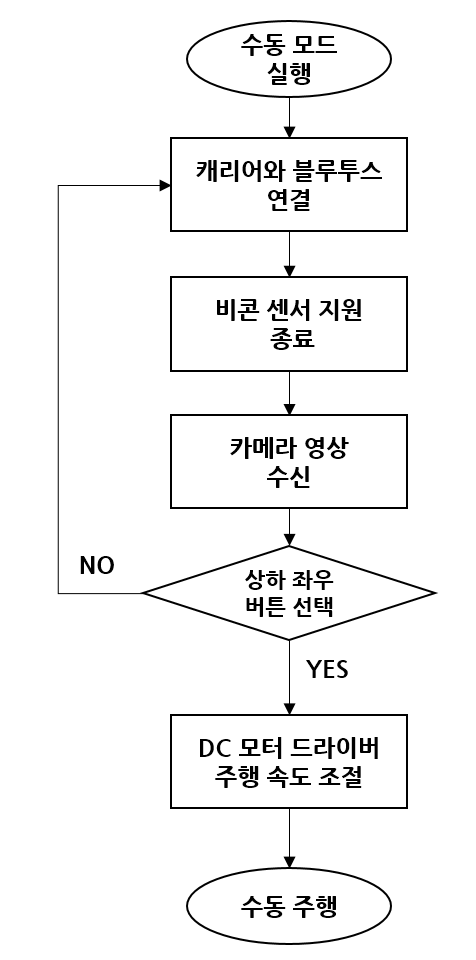 수동 모드
실행
캐리어와 블루투스
연결
비콘 센서 지원
종료
카메라 영상
수신
NO
상하 좌우
버튼 선택
YES
DC 모터 드라이버
주행 속도 조절
수동 주행